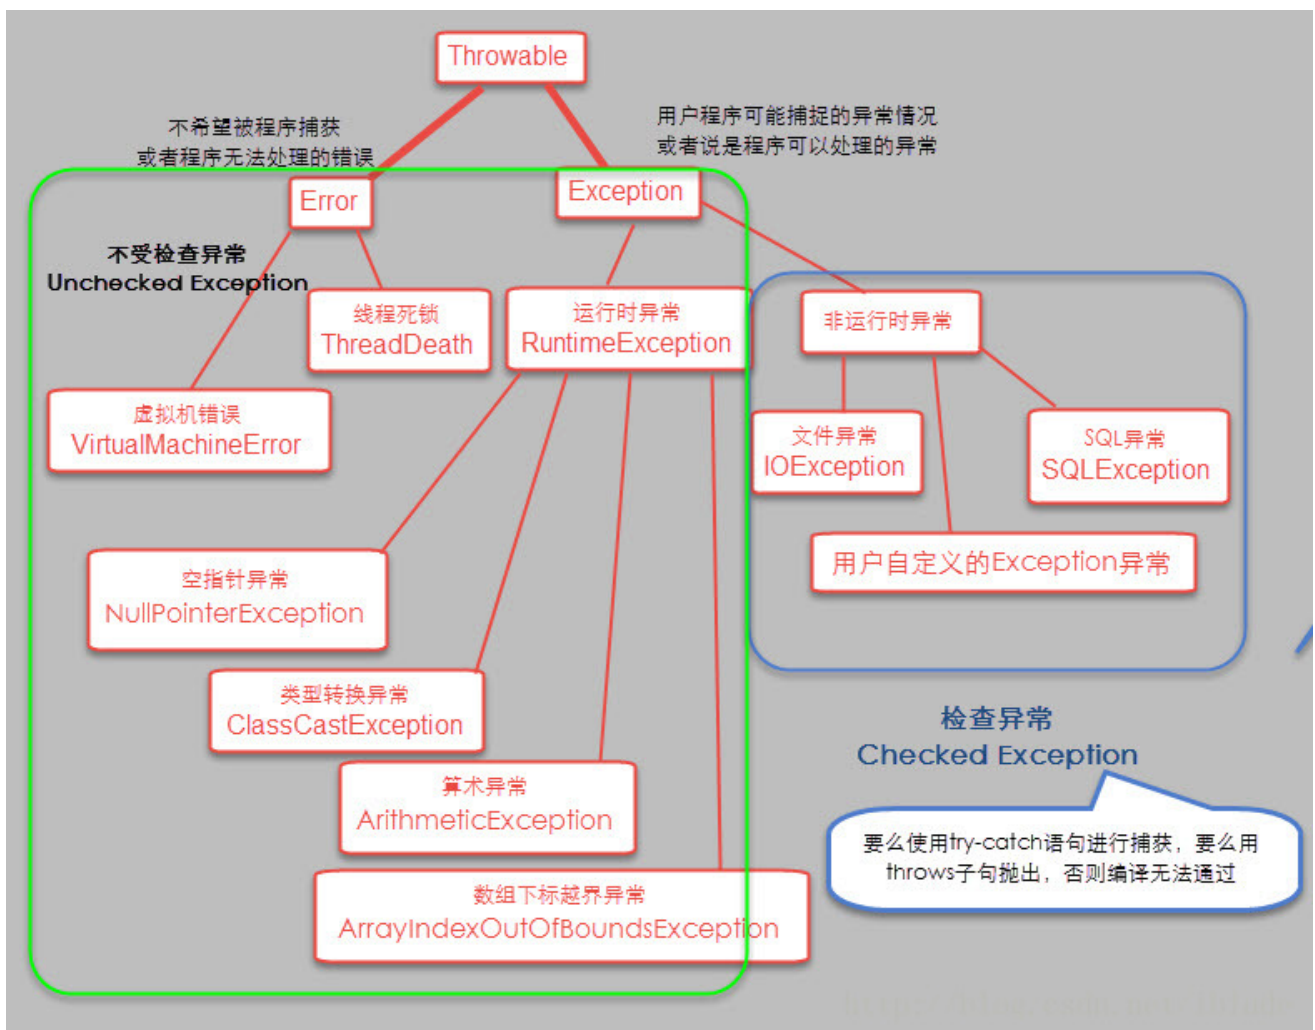 Throwable
不希望被程序捕获
或者程序无法处理的错误
用户程序可能捕捉的异常情况
或者说是程序可以处理的异常
Error
Exception
不受检查异常
Unchecked Exception
线程死锁
ThreadDeath
运行时异常
RuntimeException
非运行时异常
虚拟机错误
VirtualMachineError
文件异常
IOException
SQL异常
SQLException
空指针异常
NullPointerException
用户自定义的Exception异常
类型转换异常
ClassCastException
检查异常
Checked Exception
算术异常
ArithmeticException
要么使用try-catch语句进行捕获，要么用
throws子句抛出，否则编译无法通过
数组下标越界异常
ArrayIndexOutOfBoundsException